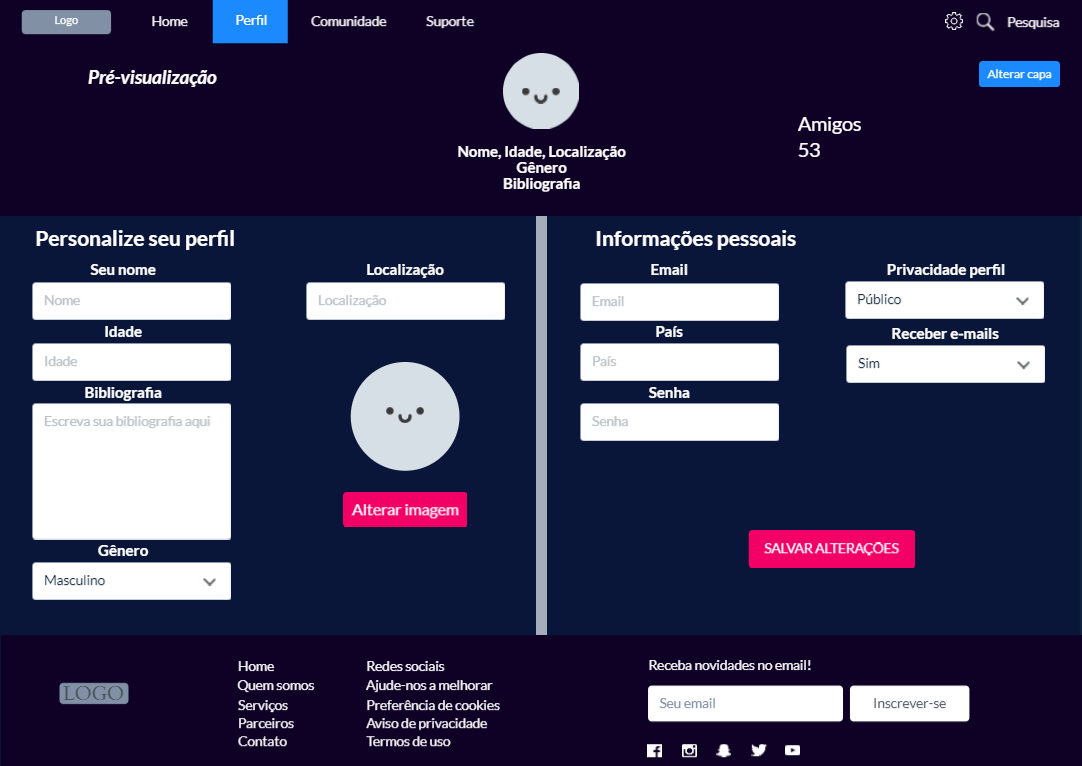 Logo
Home
Perfil
Comunidade
Suporte
Pesquisa
Pré-visualização
Alterar capa
Amigos
53
Nome, Idade, Localização
Gênero
Bibliografia
Personalize seu perfil
Seu nome
Nome
Idade
Idade
Bibliografia
Escreva sua bibliografia aqui
Gênero
Masculino
Localização
Localização
Alterar imagem
Informações pessoais
Email
Email
País
País
Senha
Senha
Privacidade perfil
Público
Receber e-mails
Sim
SALVAR ALTERAÇÕES
LOGO
Home
Quem somos
Serviços
Parceiros
Contato
Redes sociais
Ajude-nos a melhorar
Preferência de cookies
Aviso de privacidade
Termos de uso
Receba novidades no email!
Seu email
Inscrever-se